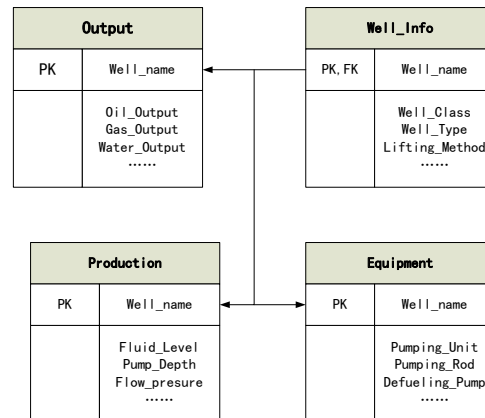 Output
PK Well_name
Oil_Output
Gas_Output
Water_Output
……
Well_Info
PK,FK Well_name
Well_Class
Well_Type
Lifting_Method
……
Production
PK Well_name
Fluid_Level
Pump_Depth
Flow_presure
……
Equipment
PK Well_name
Pumping_Unit
Pumping_Rod
Defueling_Pump
……